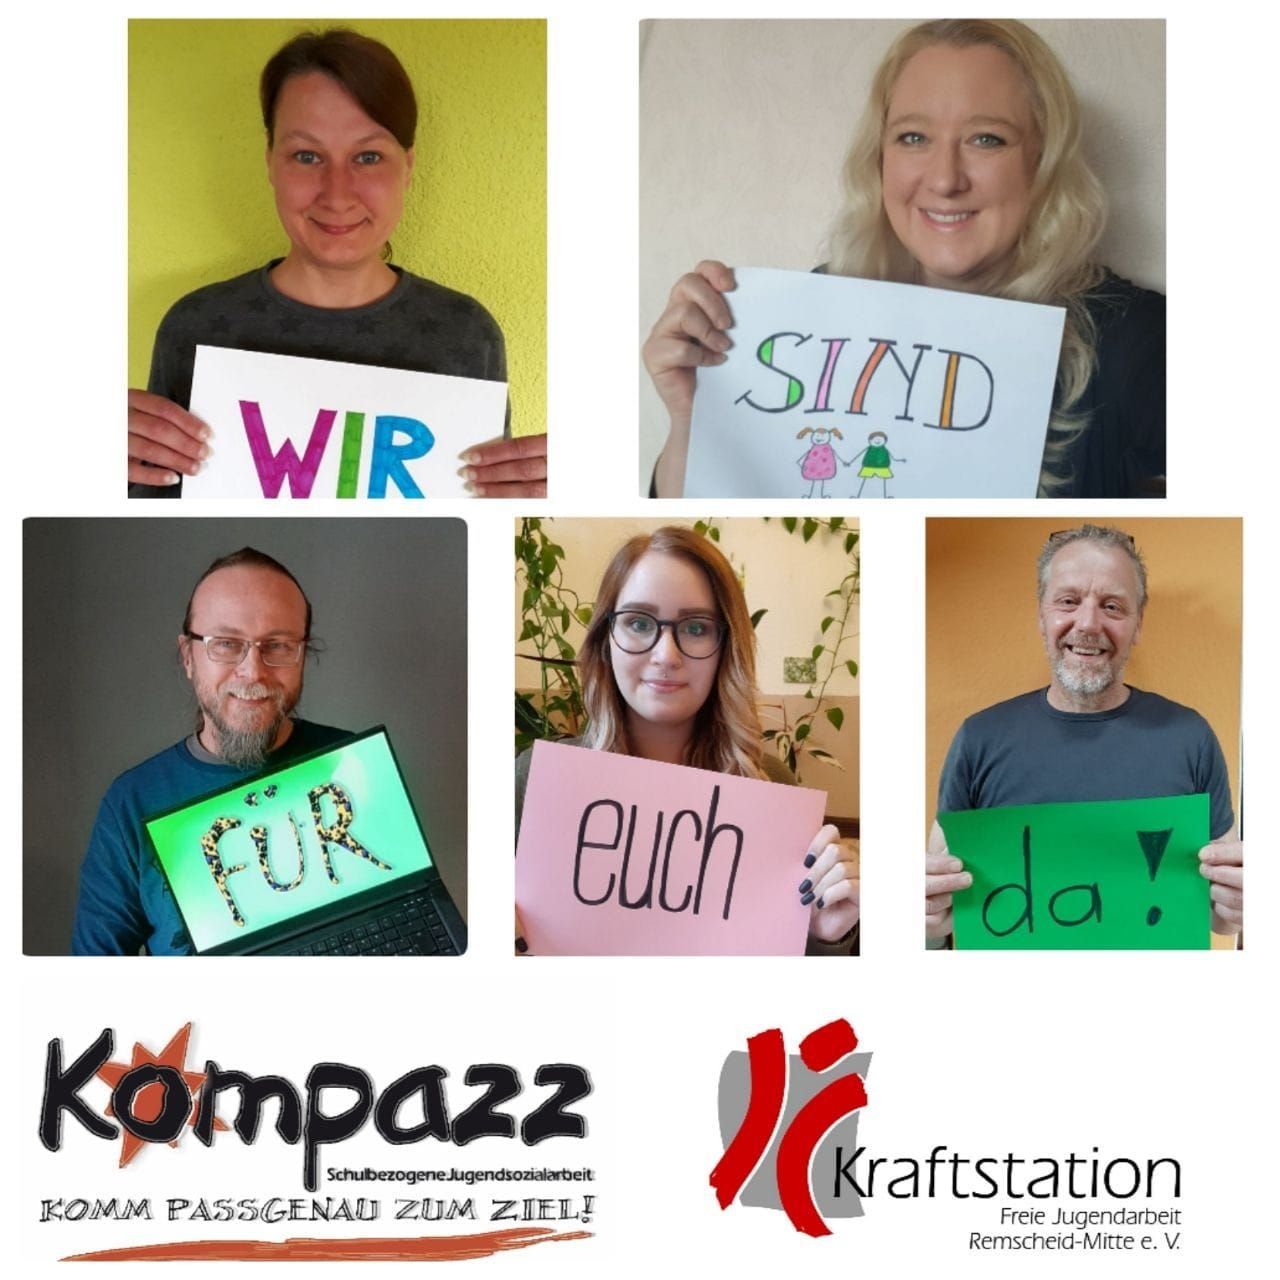 WIR
SIND
FÜR
euch
da!
Kompazz
Schulbezogene Jugendsozialarbeit
KOMM PASSGENAU ZUM ZIEL!
Kraftstation
Freie Jugendarbeit
Remscheid-Mitte e. V.